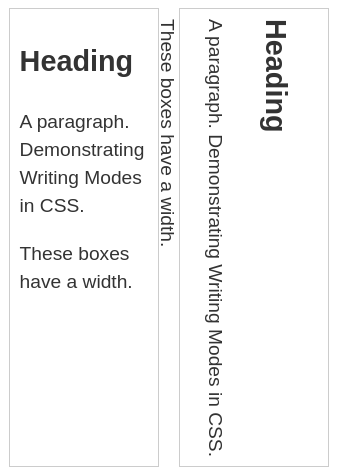 Heading
A paragraph.
Demonstrating
Writing Modes
in CSS.
These boxes
have a width.
Heading
A paragraph. Demonstrating Writing Modes in CSS.
These boxes have a width.